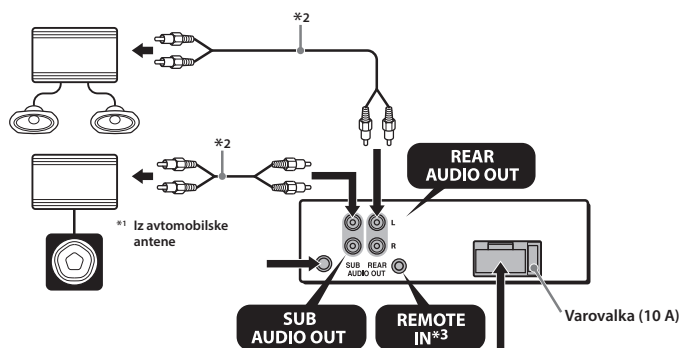 *2
REAR
AUDIO OUT
*2
*1 Iz avtomobilske
antene
L
R
SUB REAR
AUDIO OUT
Varovalka (10 A)
SUB
AUDIO OUT
REMOTE
IN*3